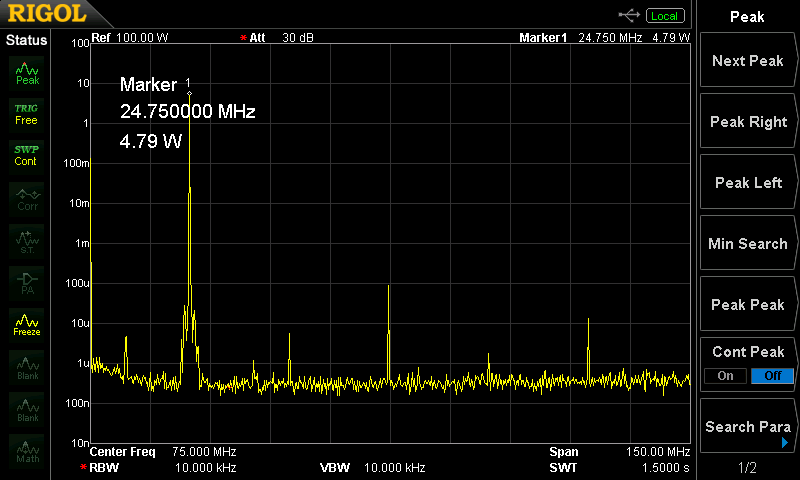 RIGOL
Local
Peak
Status
Ref 100.00 W
Att 30 dB
Marker1 24.750 MHz 4.79 W
Peak
TRIG
Free
SWP
Cont
Corr
S.T.
PA
Freeze
Blank
Blank
Math
100
10
1
100m
10m
1m
100u
10u
1u
100n
10n
Marker 1
24.750000 MHz
4.79 W
Center Freq 75.000 MHz
Span 150.00 MHz
RBW 10.000 kHz
VBW 10.000 kHz
SWT 1.5000 s
Next Peak
Peak Right
Peak Left
Min Search
Peak Peak
Cont Peak
On Off
Search Para
1/2